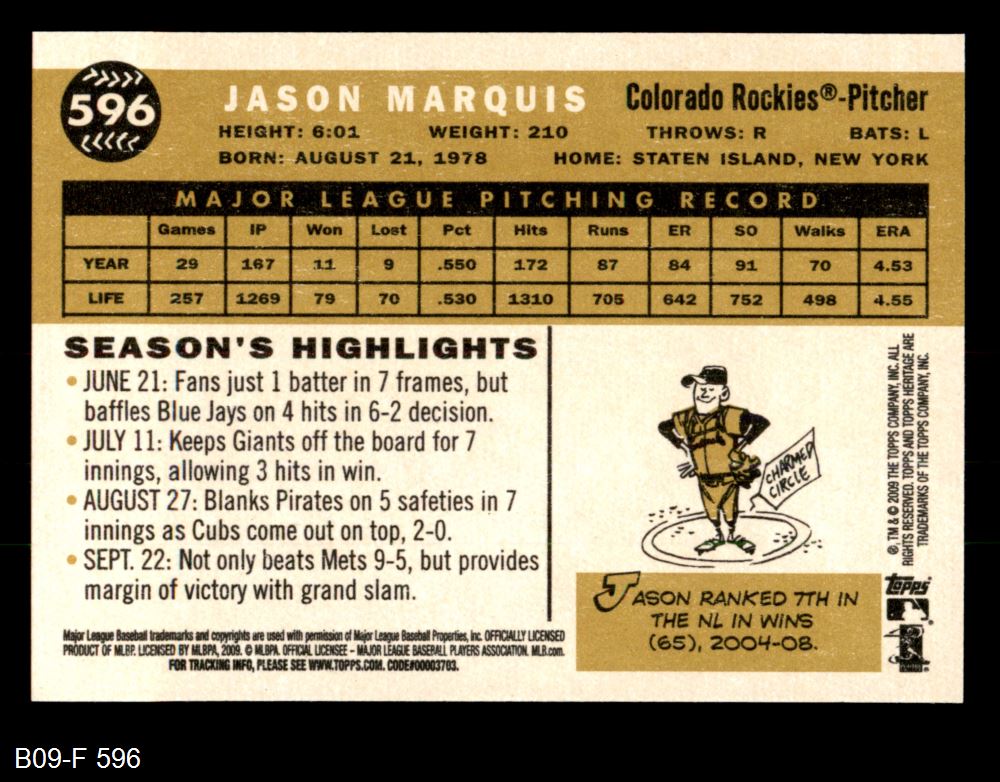 596
JASON MARQUIS
Colorado Rockies®-Pitcher
HEIGHT: 6:01 WEIGHT: 210 THROWS: R BATS: L
BORN: AUGUST 21, 1978 HOME: STATEN ISLAND, NEW YORK
MAJOR LEAGUE PITCHING RECORD
Games IP Won Lost Pct Hits Runs ER SO Walks ERA
YEAR 29 167 11 9 .550 172 87 84 91 70 4.53
LIFE 257 1269 79 70 .530 1310 705 642 752 498 4.55
SEASON'S HIGHLIGHTS
• JUNE 21: Fans just 1 batter in 7 frames, but
baffles Blue Jays on 4 hits in 6-2 decision.
• JULY 11: Keeps Giants off the board for 7
innings, allowing 3 hits in win.
• AUGUST 27: Blanks Pirates on 5 safeties in 7
innings as Cubs come out on top, 2-0.
• SEPT. 22: Not only beats Mets 9-5, but provides
margin of victory with grand slam.
Major League Baseball trademarks and copyrights are used with permission of Major League Baseball Properties, Inc. OFFICIALLY LICENSED
PRODUCT OF MLBP. LICENSED BY MLBPA, 2009. © MLBPA. OFFICIAL LICENSEE – MAJOR LEAGUE BASEBALL PLAYERS ASSOCIATION. MLB.com.
FOR TRACKING INFO, PLEASE SEE WWW.TOPPS.COM. CODE#00003703.
CHARMED
CIRCLE
JASON RANKED 7TH IN
THE NL IN WINS
(65), 2004-08.
®, TM & © 2009 THE TOPPS COMPANY, INC. ALL
RIGHTS RESERVED. TOPPS AND TOPPS HERITAGE ARE
TRADEMARKS OF THE TOPPS COMPANY, INC.
topps
B09-F 596